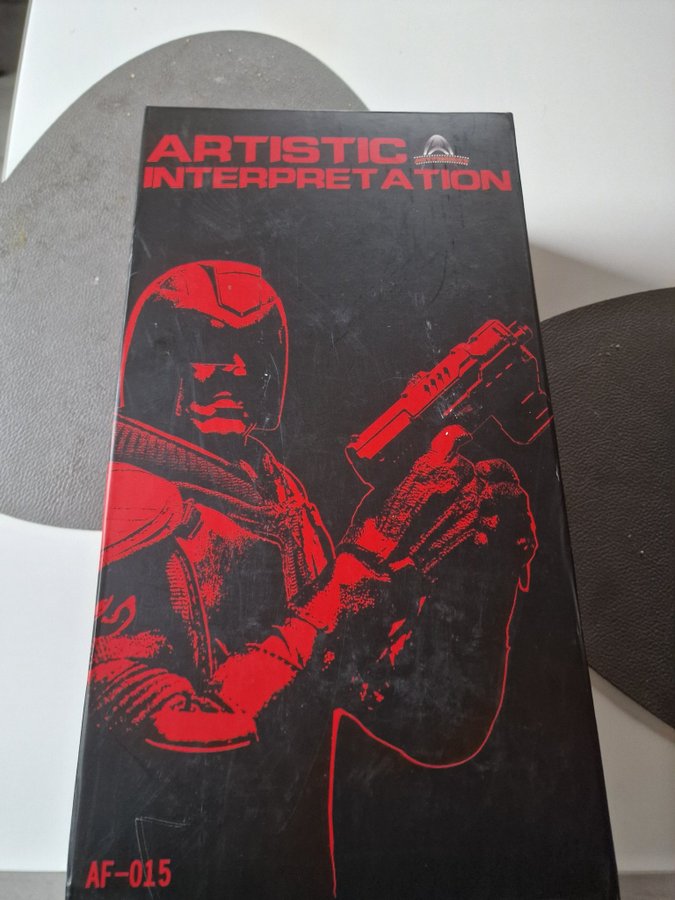 ARTISTIC
INTERPRETATION
AF-015